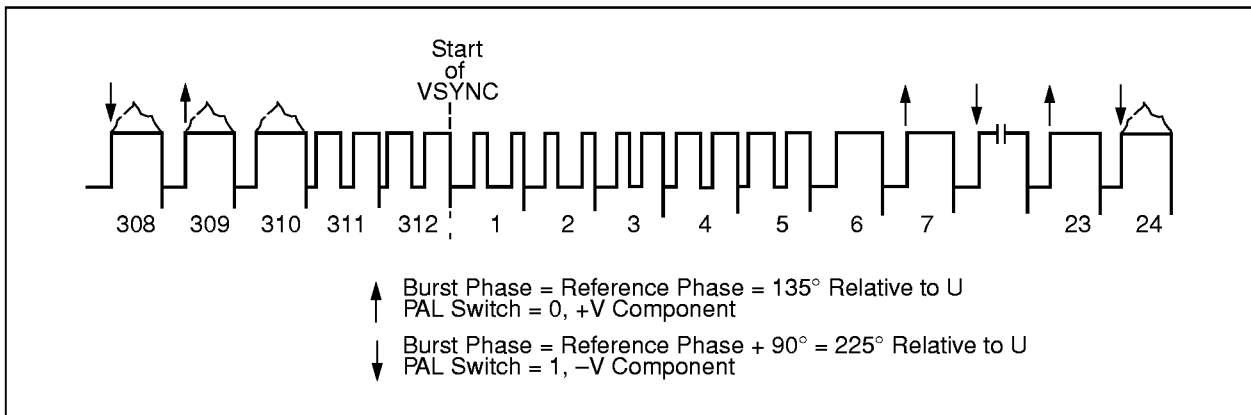 Start
of
VSYNC
308 309 310 311 312 1 2 3 4 5 6 7 23 24
Burst Phase = Reference Phase = 135° Relative to U
PAL Switch = 0, +V Component
Burst Phase = Reference Phase + 90° = 225° Relative to U
PAL Switch = 1, –V Component